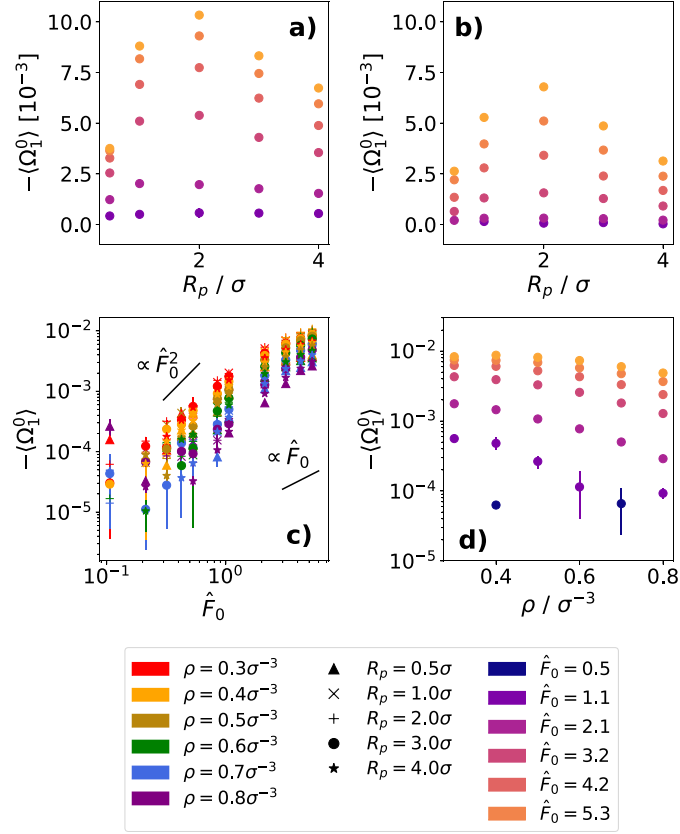 a)
b)
10.0
7.5
5.0
2.5
0.0
−⟨Ω₁⁰⟩ [10⁻³]
2
4
R_p / σ
10.0
7.5
5.0
2.5
0.0
−⟨Ω₁⁰⟩ [10⁻³]
2
4
R_p / σ
10⁻²
10⁻³
10⁻⁴
10⁻⁵
−⟨Ω₁⁰⟩
∝ F̂₀²
∝ F̂₀
c)
10⁻¹
10⁰
F̂₀
10⁻²
10⁻³
10⁻⁴
10⁻⁵
−⟨Ω₁⁰⟩
d)
0.4
0.6
0.8
ρ / σ⁻³
ρ = 0.3σ⁻³
ρ = 0.4σ⁻³
ρ = 0.5σ⁻³
ρ = 0.6σ⁻³
ρ = 0.7σ⁻³
ρ = 0.8σ⁻³
R_p = 0.5σ
R_p = 1.0σ
R_p = 2.0σ
R_p = 3.0σ
R_p = 4.0σ
F̂₀ = 0.5
F̂₀ = 1.1
F̂₀ = 2.1
F̂₀ = 3.2
F̂₀ = 4.2
F̂₀ = 5.3